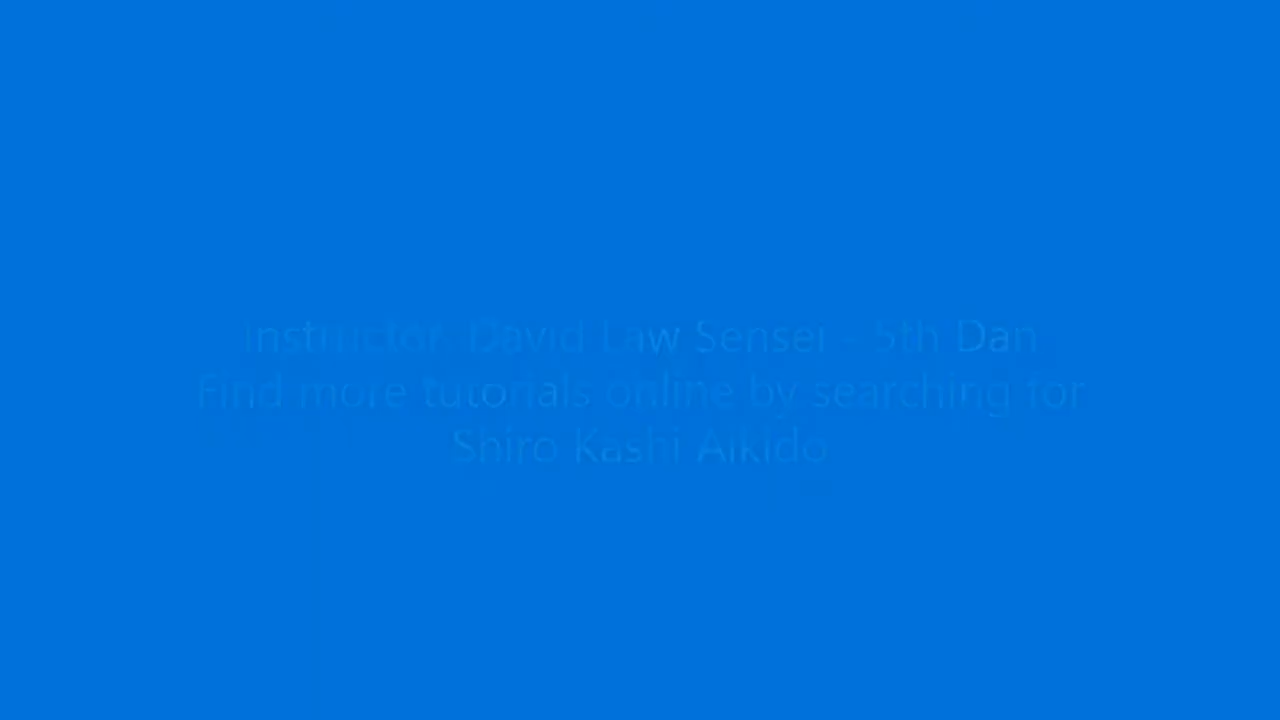 Instructor: David Law Sensei - 5th Dan
Find more tutorials online by searching for
Shiro Kashi Aikido